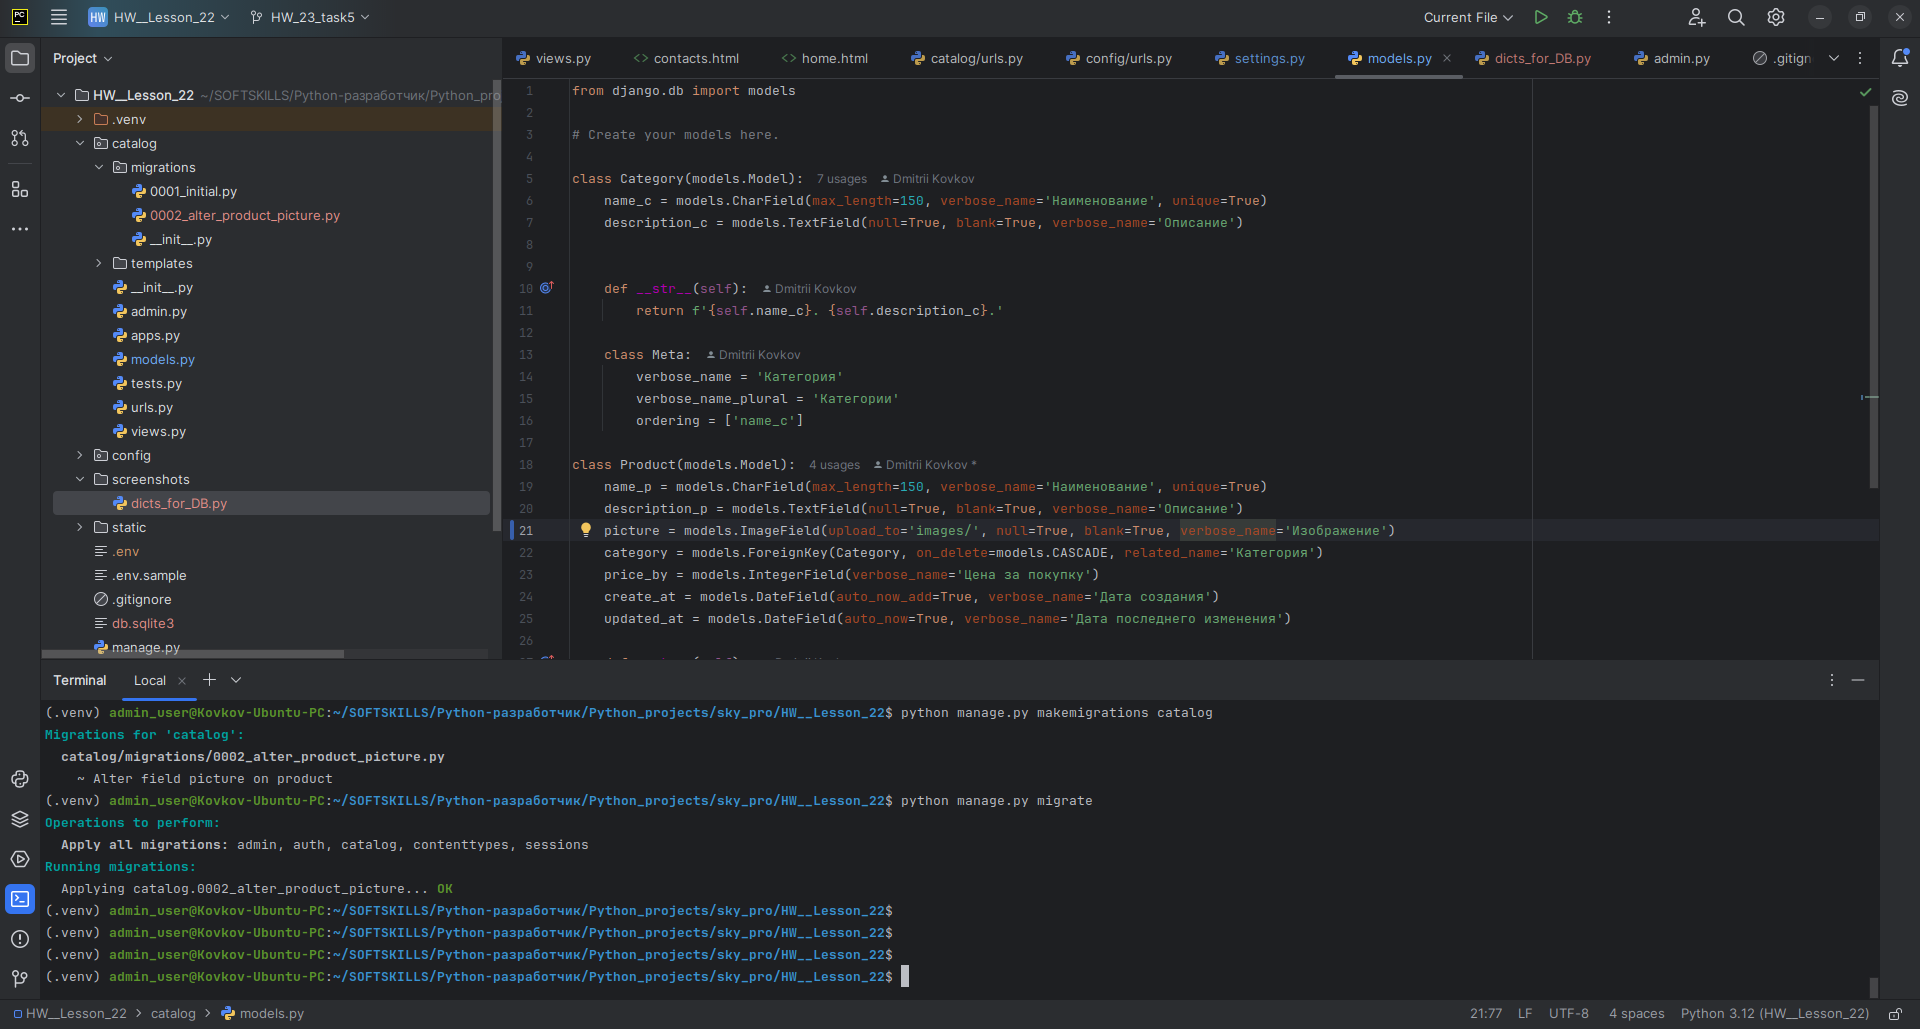 PC HW HW__Lesson_22 HW_23_task5 Current File
Project
views.py contacts.html home.html catalog/urls.py config/urls.py settings.py models.py dicts_for_DB.py admin.py .gitign
HW__Lesson_22 ~/SOFTSKILLS/Python-разработчик/Python_pro
.venv
catalog
migrations
0001_initial.py
0002_alter_product_picture.py
__init__.py
templates
__init__.py
admin.py
apps.py
models.py
tests.py
urls.py
views.py
config
screenshots
dicts_for_DB.py
static
.env
.env.sample
.gitignore
db.sqlite3
manage.py
1 from django.db import models
2
3 # Create your models here.
4
5 class Category(models.Model): 7 usages Dmitrii Kovkov
6 name_c = models.CharField(max_length=150, verbose_name='Наименование', unique=True)
7 description_c = models.TextField(null=True, blank=True, verbose_name='Описание')
8
9
10 def __str__(self): Dmitrii Kovkov
11 return f'{self.name_c}. {self.description_c}.'
12
13 class Meta: Dmitrii Kovkov
14 verbose_name = 'Категория'
15 verbose_name_plural = 'Категории'
16 ordering = ['name_c']
17
18 class Product(models.Model): 4 usages Dmitrii Kovkov *
19 name_p = models.CharField(max_length=150, verbose_name='Наименование', unique=True)
20 description_p = models.TextField(null=True, blank=True, verbose_name='Описание')
21 picture = models.ImageField(upload_to='images/', null=True, blank=True, verbose_name='Изображение')
22 category = models.ForeignKey(Category, on_delete=models.CASCADE, related_name='Категория')
23 price_by = models.IntegerField(verbose_name='Цена за покупку')
24 create_at = models.DateField(auto_now_add=True, verbose_name='Дата создания')
25 updated_at = models.DateField(auto_now=True, verbose_name='Дата последнего изменения')
26
Terminal Local
(.venv) admin_user@Kovkov-Ubuntu-PC:~/SOFTSKILLS/Python-разработчик/Python_projects/sky_pro/HW__Lesson_22$ python manage.py makemigrations catalog
Migrations for 'catalog':
catalog/migrations/0002_alter_product_picture.py
~ Alter field picture on product
(.venv) admin_user@Kovkov-Ubuntu-PC:~/SOFTSKILLS/Python-разработчик/Python_projects/sky_pro/HW__Lesson_22$ python manage.py migrate
Operations to perform:
Apply all migrations: admin, auth, catalog, contenttypes, sessions
Running migrations:
Applying catalog.0002_alter_product_picture... OK
(.venv) admin_user@Kovkov-Ubuntu-PC:~/SOFTSKILLS/Python-разработчик/Python_projects/sky_pro/HW__Lesson_22$
(.venv) admin_user@Kovkov-Ubuntu-PC:~/SOFTSKILLS/Python-разработчик/Python_projects/sky_pro/HW__Lesson_22$
(.venv) admin_user@Kovkov-Ubuntu-PC:~/SOFTSKILLS/Python-разработчик/Python_projects/sky_pro/HW__Lesson_22$
(.venv) admin_user@Kovkov-Ubuntu-PC:~/SOFTSKILLS/Python-разработчик/Python_projects/sky_pro/HW__Lesson_22$
HW__Lesson_22 > catalog > models.py 21:77 LF UTF-8 4 spaces Python 3.12 (HW__Lesson_22)